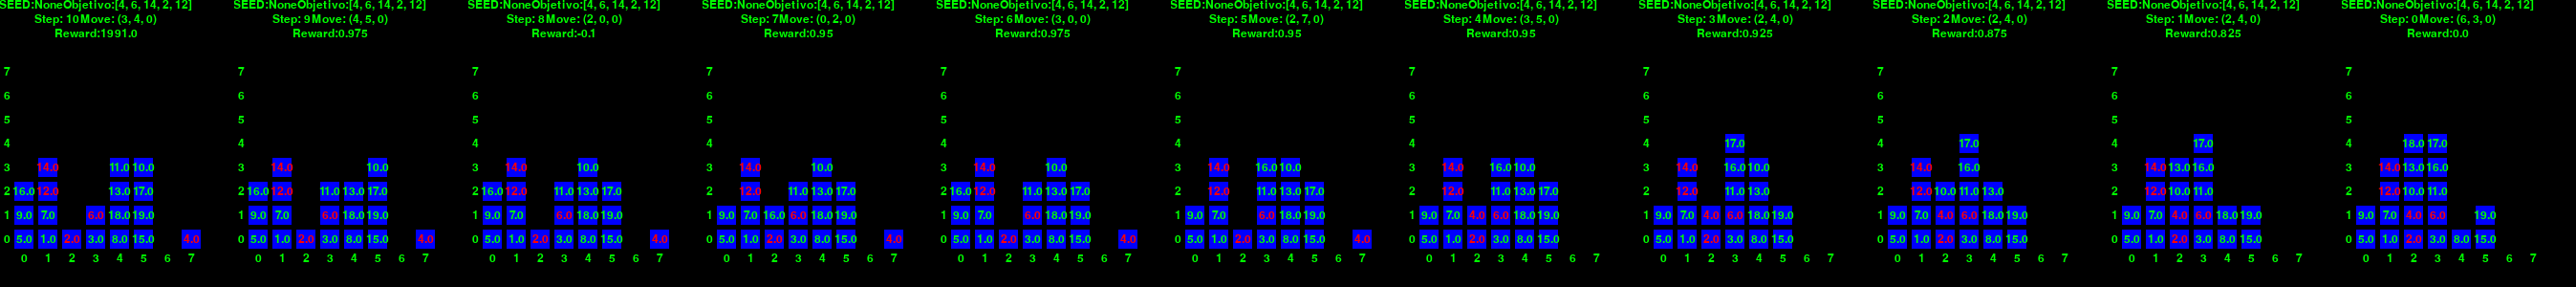 SEED:NoneObjetivo:[4, 6, 14, 2, 12]
Step: 10Move: (3, 4, 0)
Reward:1991.0
7
6
5
4
3 14.0 11.0 10.0
2 16.0 12.0 13.0 17.0
1 9.0 7.0 6.0 18.0 19.0
0 5.0 1.0 2.0 3.0 8.0 15.0 4.0
0 1 2 3 4 5 6 7
SEED:NoneObjetivo:[4, 6, 14, 2, 12]
Step: 9Move: (4, 5, 0)
Reward:0.975
7
6
5
4
3 14.0 10.0
2 16.0 12.0 11.0 13.0 17.0
1 9.0 7.0 6.0 18.0 19.0
0 5.0 1.0 2.0 3.0 8.0 15.0 4.0
0 1 2 3 4 5 6 7
SEED:NoneObjetivo:[4, 6, 14, 2, 12]
Step: 8Move: (2, 0, 0)
Reward:-0.1
7
6
5
4
3 14.0 10.0
2 16.0 12.0 11.0 13.0 17.0
1 9.0 7.0 6.0 18.0 19.0
0 5.0 1.0 2.0 3.0 8.0 15.0 4.0
0 1 2 3 4 5 6 7
SEED:NoneObjetivo:[4, 6, 14, 2, 12]
Step: 7Move: (0, 2, 0)
Reward:0.95
7
6
5
4
3 14.0 10.0
2 12.0 11.0 13.0 17.0
1 9.0 7.0 16.0 6.0 18.0 19.0
0 5.0 1.0 2.0 3.0 8.0 15.0 4.0
0 1 2 3 4 5 6 7
SEED:NoneObjetivo:[4, 6, 14, 2, 12]
Step: 6Move: (3, 0, 0)
Reward:0.975
7
6
5
4
3 14.0 10.0
2 16.0 12.0 11.0 13.0 17.0
1 9.0 7.0 6.0 18.0 19.0
0 5.0 1.0 2.0 3.0 8.0 15.0 4.0
0 1 2 3 4 5 6 7
SEED:NoneObjetivo:[4, 6, 14, 2, 12]
Step: 5Move: (2, 7, 0)
Reward:0.95
7
6
5
4
3 14.0 16.0 10.0
2 12.0 11.0 13.0 17.0
1 9.0 7.0 6.0 18.0 19.0
0 5.0 1.0 2.0 3.0 8.0 15.0 4.0
0 1 2 3 4 5 6 7
SEED:NoneObjetivo:[4, 6, 14, 2, 12]
Step: 4Move: (3, 5, 0)
Reward:0.95
7
6
5
4
3 14.0 16.0 10.0
2 12.0 11.0 13.0 17.0
1 9.0 7.0 4.0 6.0 18.0 19.0
0 5.0 1.0 2.0 3.0 8.0 15.0
0 1 2 3 4 5 6 7
SEED:NoneObjetivo:[4, 6, 14, 2, 12]
Step: 3Move: (2, 4, 0)
Reward:0.925
7
6
5
4 17.0
3 14.0 16.0 10.0
2 12.0 11.0 13.0
1 9.0 7.0 4.0 6.0 18.0 19.0
0 5.0 1.0 2.0 3.0 8.0 15.0
0 1 2 3 4 5 6 7
SEED:NoneObjetivo:[4, 6, 14, 2, 12]
Step: 2Move: (2, 4, 0)
Reward:0.875
7
6
5
4 17.0
3 14.0 16.0
2 12.0 10.0 11.0 13.0
1 9.0 7.0 4.0 6.0 18.0 19.0
0 5.0 1.0 2.0 3.0 8.0 15.0
0 1 2 3 4 5 6 7
SEED:NoneObjetivo:[4, 6, 14, 2, 12]
Step: 1Move: (2, 4, 0)
Reward:0.825
7
6
5
4 17.0
3 14.0 13.0 16.0
2 12.0 10.0 11.0
1 9.0 7.0 4.0 6.0 18.0 19.0
0 5.0 1.0 2.0 3.0 8.0 15.0
0 1 2 3 4 5 6 7
SEED:NoneObjetivo:[4, 6, 14, 2, 12]
Step: 0Move: (6, 3, 0)
Reward:0.0
7
6
5
4 18.0 17.0
3 14.0 13.0 16.0
2 12.0 10.0 11.0
1 9.0 7.0 4.0 6.0 19.0
0 5.0 1.0 2.0 3.0 8.0 15.0
0 1 2 3 4 5 6 7